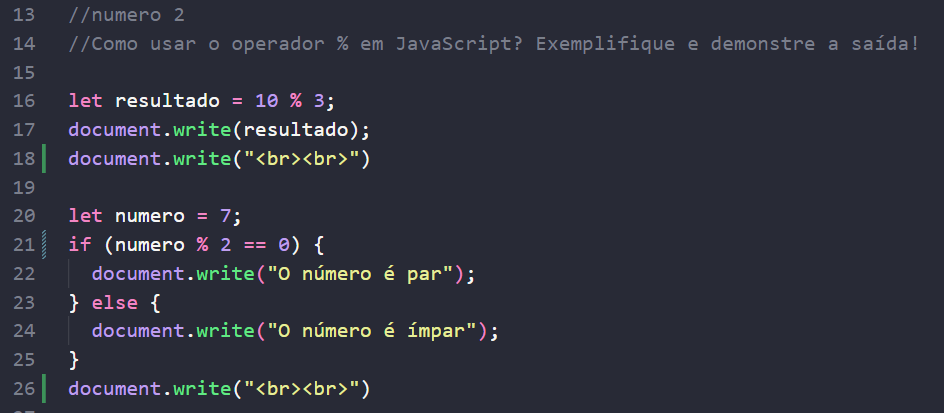 13 //numero 2
14 //Como usar o operador % em JavaScript? Exemplifique e demonstre a saída!
15
16 let resultado = 10 % 3;
17 document.write(resultado);
18 document.write("<br><br>")
19
20 let numero = 7;
21 if (numero % 2 == 0) {
22   document.write("O número é par");
23 } else {
24   document.write("O número é ímpar");
25 }
26 document.write("<br><br>")